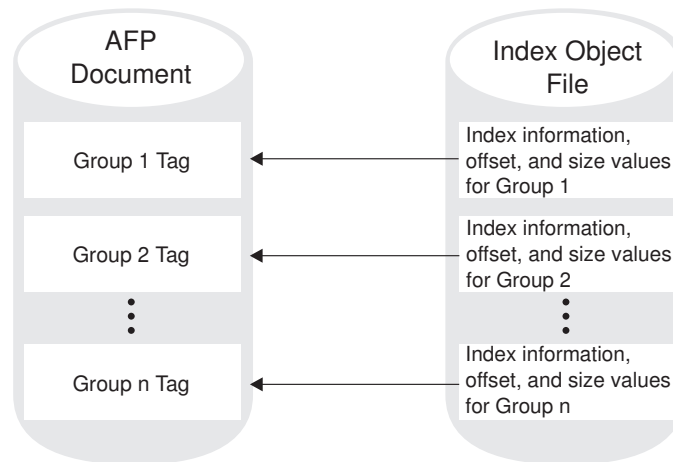 AFP
Document
Index Object
File
Group 1 Tag
Index information,
offset, and size values
for Group 1
Group 2 Tag
Index information,
offset, and size values
for Group 2
Group n Tag
Index information,
offset, and size values
for Group n